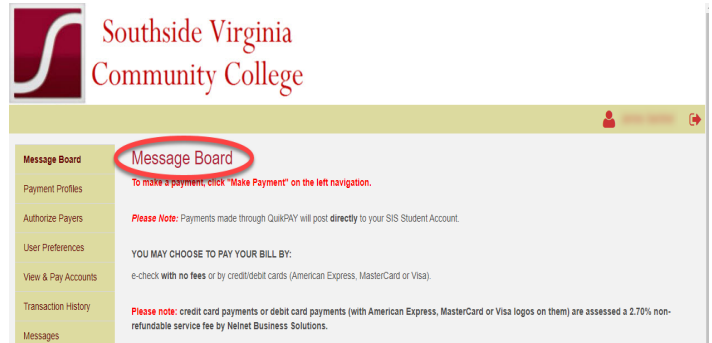 Southside Virginia
Community College
Message Board
Payment Profiles
Authorize Payers
User Preferences
View & Pay Accounts
Transaction History
Messages
Message Board
To make a payment, click "Make Payment" on the left navigation.
Please Note: Payments made through QuikPAY will post directly to your SIS Student Account.
YOU MAY CHOOSE TO PAY YOUR BILL BY:
e-check with no fees or by credit/debit cards (American Express, MasterCard or Visa).
Please note: credit card payments or debit card payments (with American Express, MasterCard or Visa logos on them) are assessed a 2.70% non-
refundable service fee by Nelnet Business Solutions.